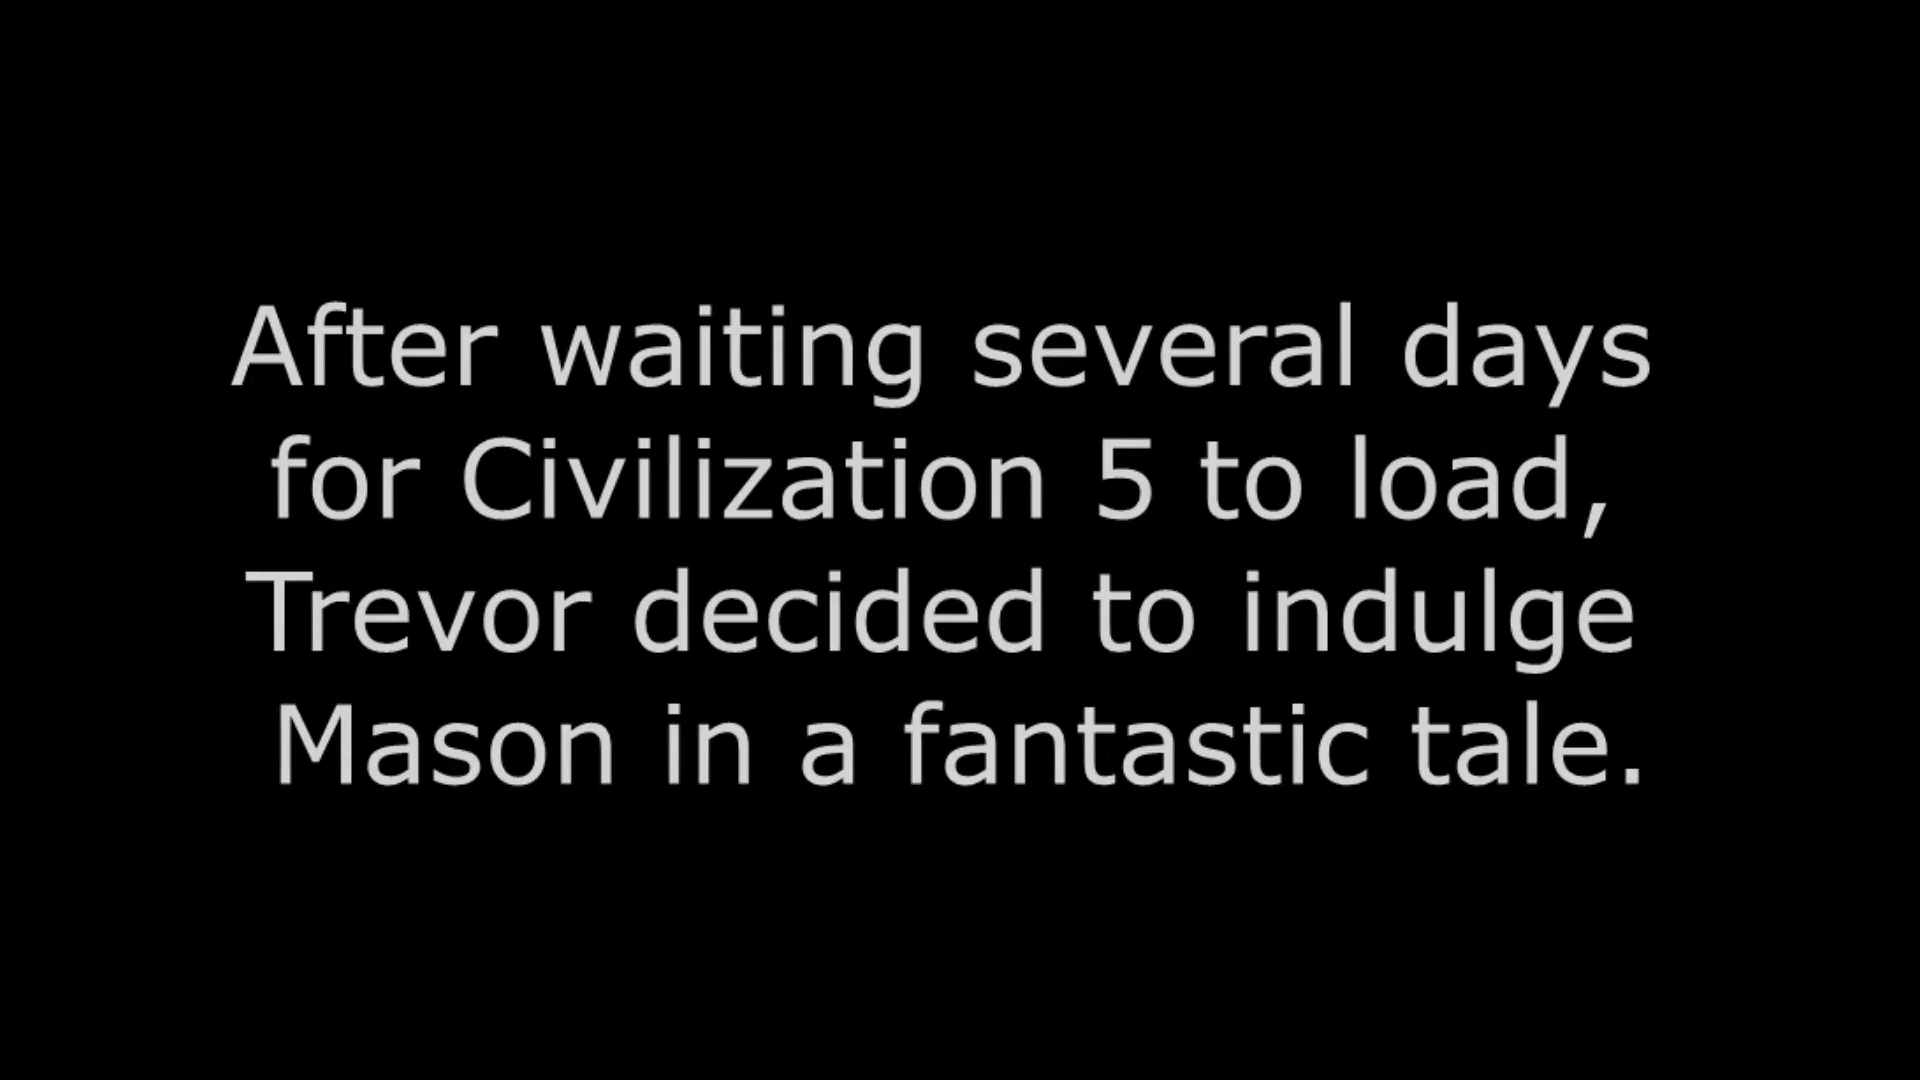 After waiting several days
for Civilization 5 to load,
Trevor decided to indulge
Mason in a fantastic tale.